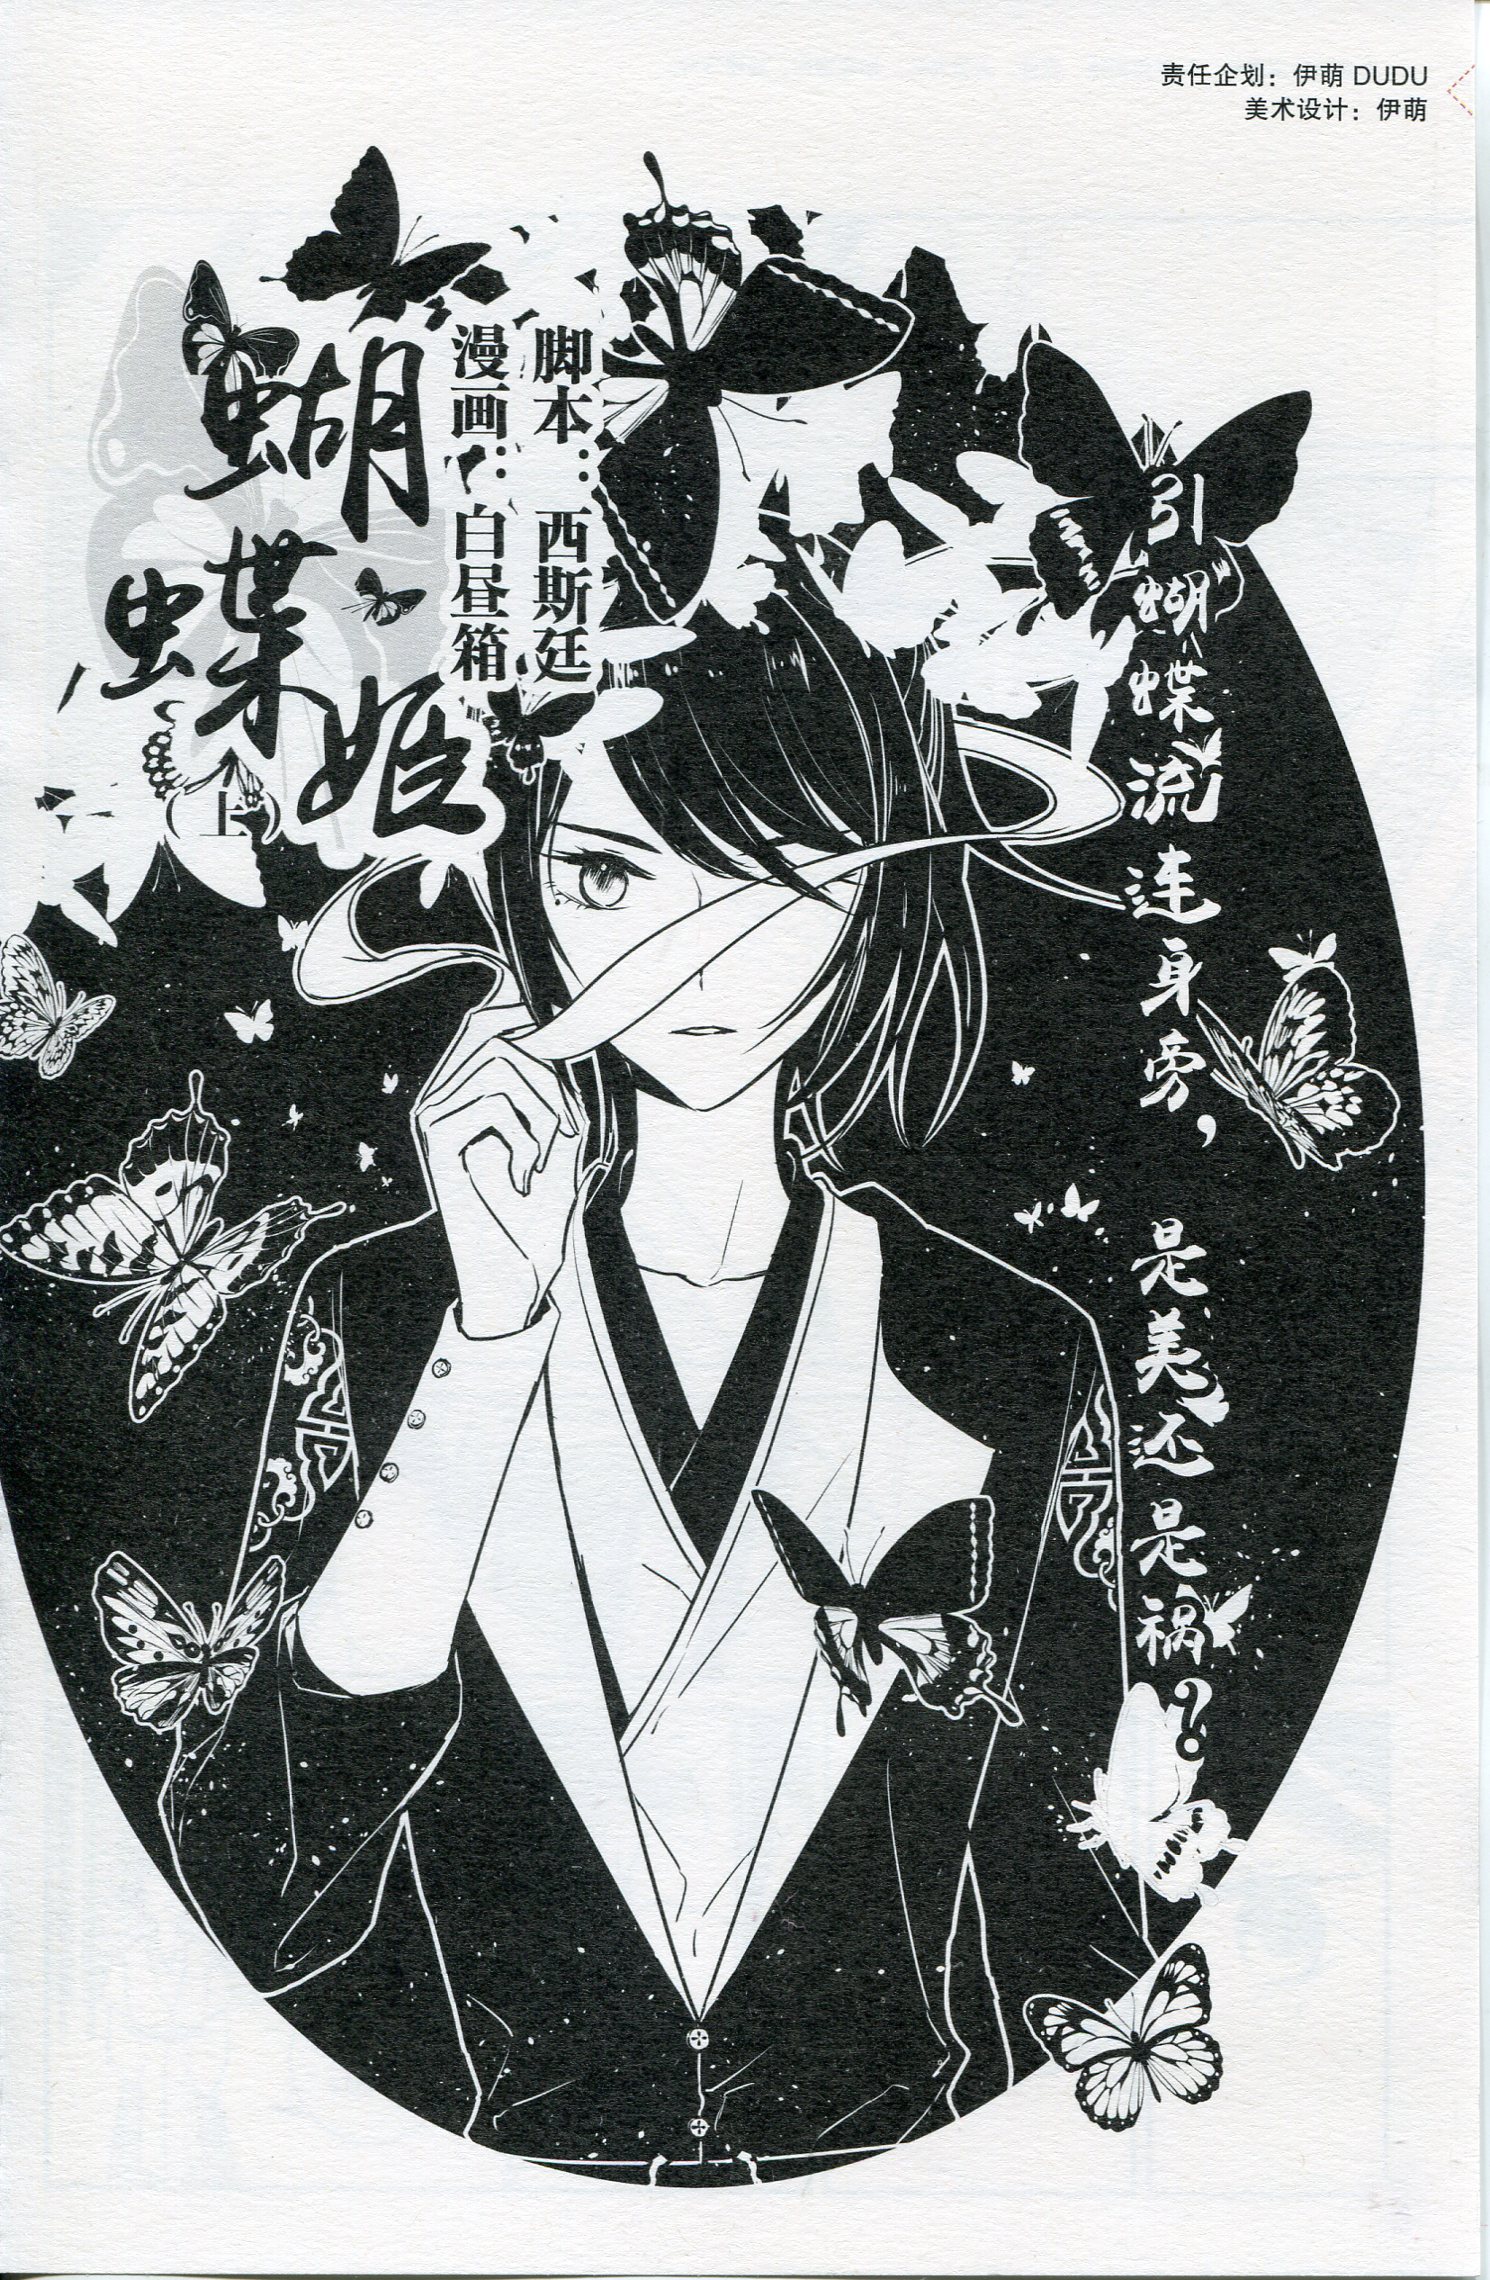 责任企划：伊萌 DUDU
美术设计：伊萌
蝴蝶姬
（上）
脚本：西斯廷
漫画：白昼箱
引蝴蝶流连身旁，
是美还是祸？